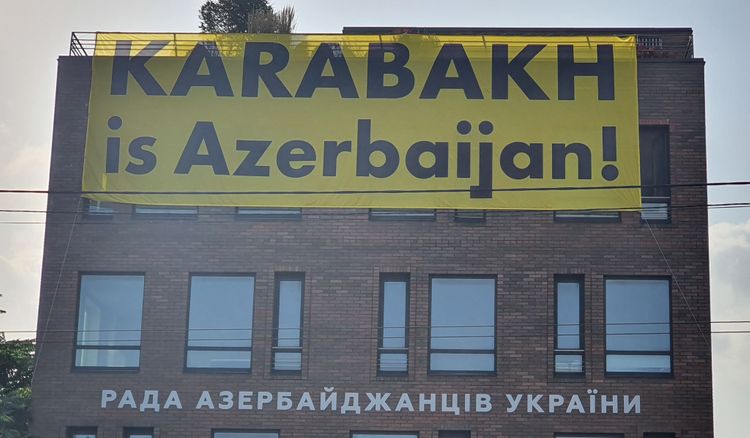 KARABAKH
is Azerbaijan!
РАДА АЗЕРБАЙДЖАНЦІВ УКРАЇНИ